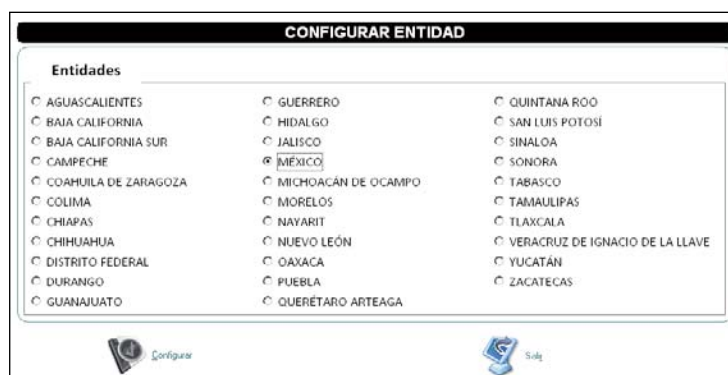 CONFIGURAR ENTIDAD
Entidades
AGUASCALIENTES
BAJA CALIFORNIA
BAJA CALIFORNIA SUR
CAMPECHE
COAHUILA DE ZARAGOZA
COLIMA
CHIAPAS
CHIHUAHUA
DISTRITO FEDERAL
DURANGO
GUANAJUATO
GUERRERO
HIDALGO
JALISCO
MÉXICO
MICHOACÁN DE OCAMPO
MORELOS
NAYARIT
NUEVO LEÓN
OAXACA
PUEBLA
QUERÉTARO ARTEAGA
QUINTANA ROO
SAN LUIS POTOSÍ
SINALOA
SONORA
TABASCO
TAMAULIPAS
TLAXCALA
VERACRUZ DE IGNACIO DE LA LLAVE
YUCATÁN
ZACATECAS
Configurar
Salir